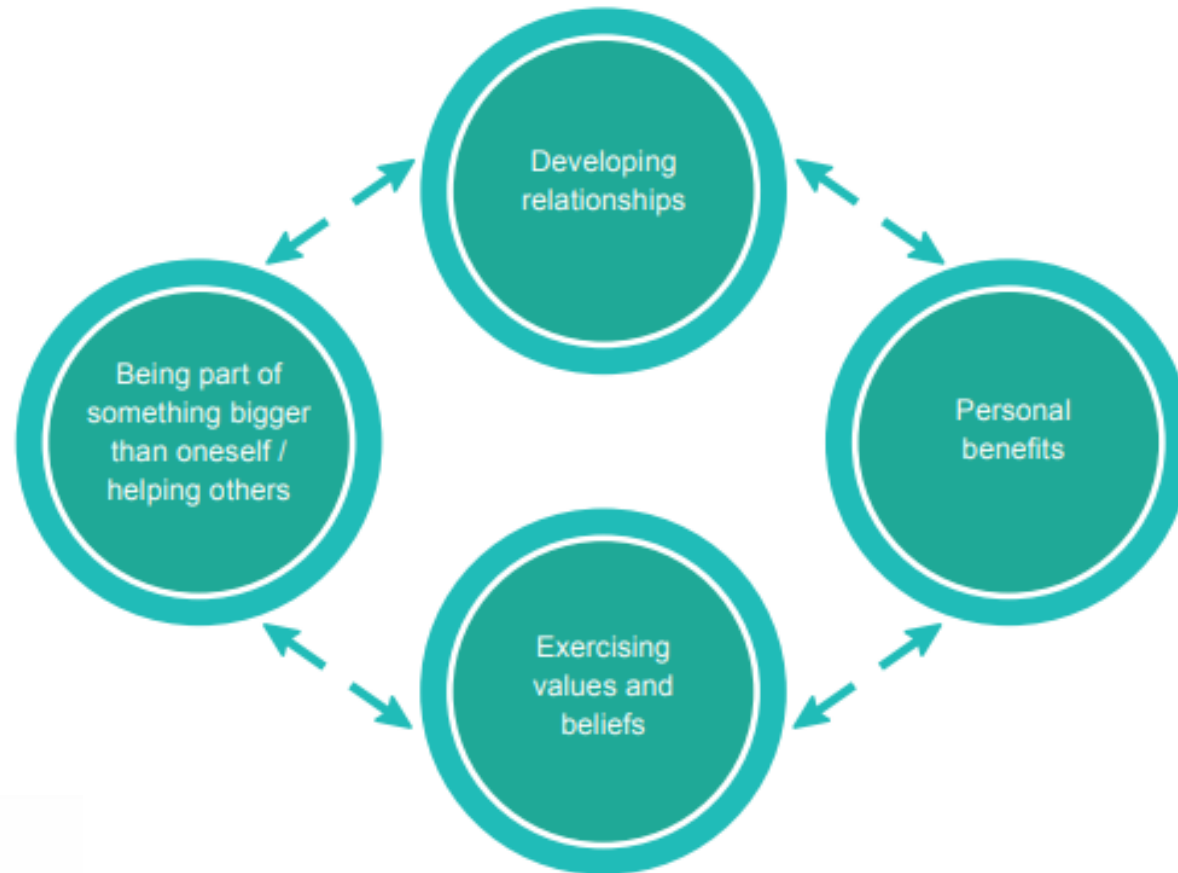 Developing
relationships
Being part of
something bigger
than oneself /
helping others
Personal
benefits
Exercising
values and
beliefs